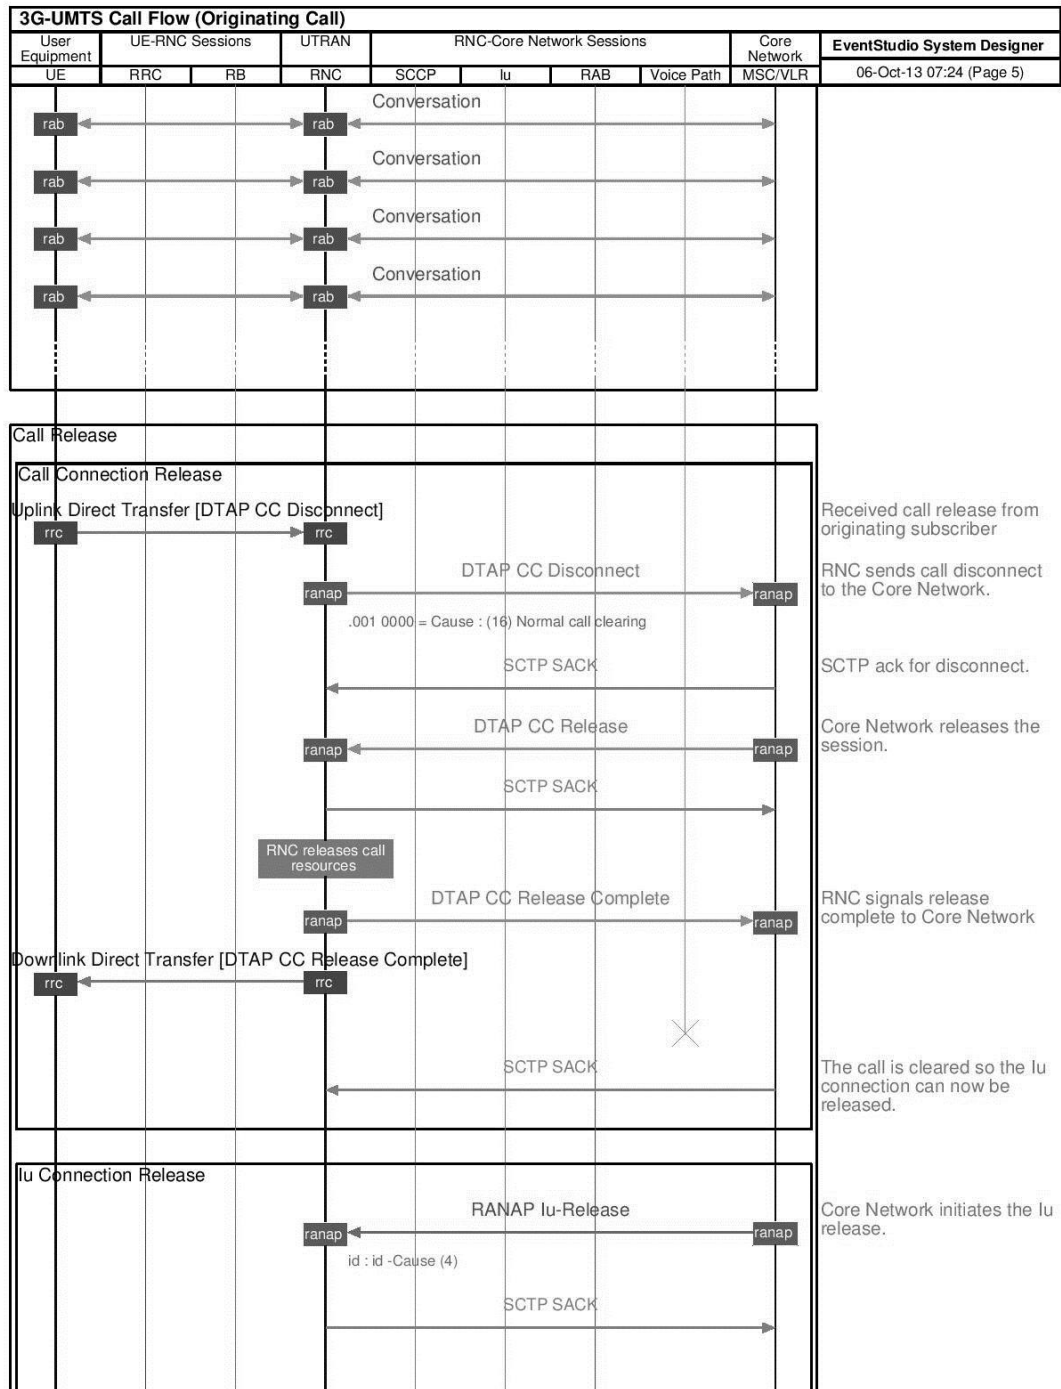 3G-UMTS Call Flow (Originating Call)
User Equipment UE-RNC Sessions UTRAN RNC-Core Network Sessions Core Network EventStudio System Designer
UE RRC RB RNC SCCP Iu RAB Voice Path MSC/VLR 06-Oct-13 07:24 (Page 5)
Conversation
rab rab
Conversation
rab rab
Conversation
rab rab
Conversation
rab rab
Call Release
Call Connection Release
Uplink Direct Transfer [DTAP CC Disconnect]
rrc rrc
Received call release from
originating subscriber
DTAP CC Disconnect
ranap ranap
RNC sends call disconnect
to the Core Network.
.001 0000 = Cause : (16) Normal call clearing
SCTP SACK
SCTP ack for disconnect.
DTAP CC Release
ranap ranap
Core Network releases the
session.
SCTP SACK
RNC releases call
resources
DTAP CC Release Complete
ranap ranap
RNC signals release
complete to Core Network
Downlink Direct Transfer [DTAP CC Release Complete]
rrc rrc
SCTP SACK
The call is cleared so the Iu
connection can now be
released.
Iu Connection Release
RANAP Iu-Release
ranap ranap
Core Network initiates the Iu
release.
id : id -Cause (4)
SCTP SACK